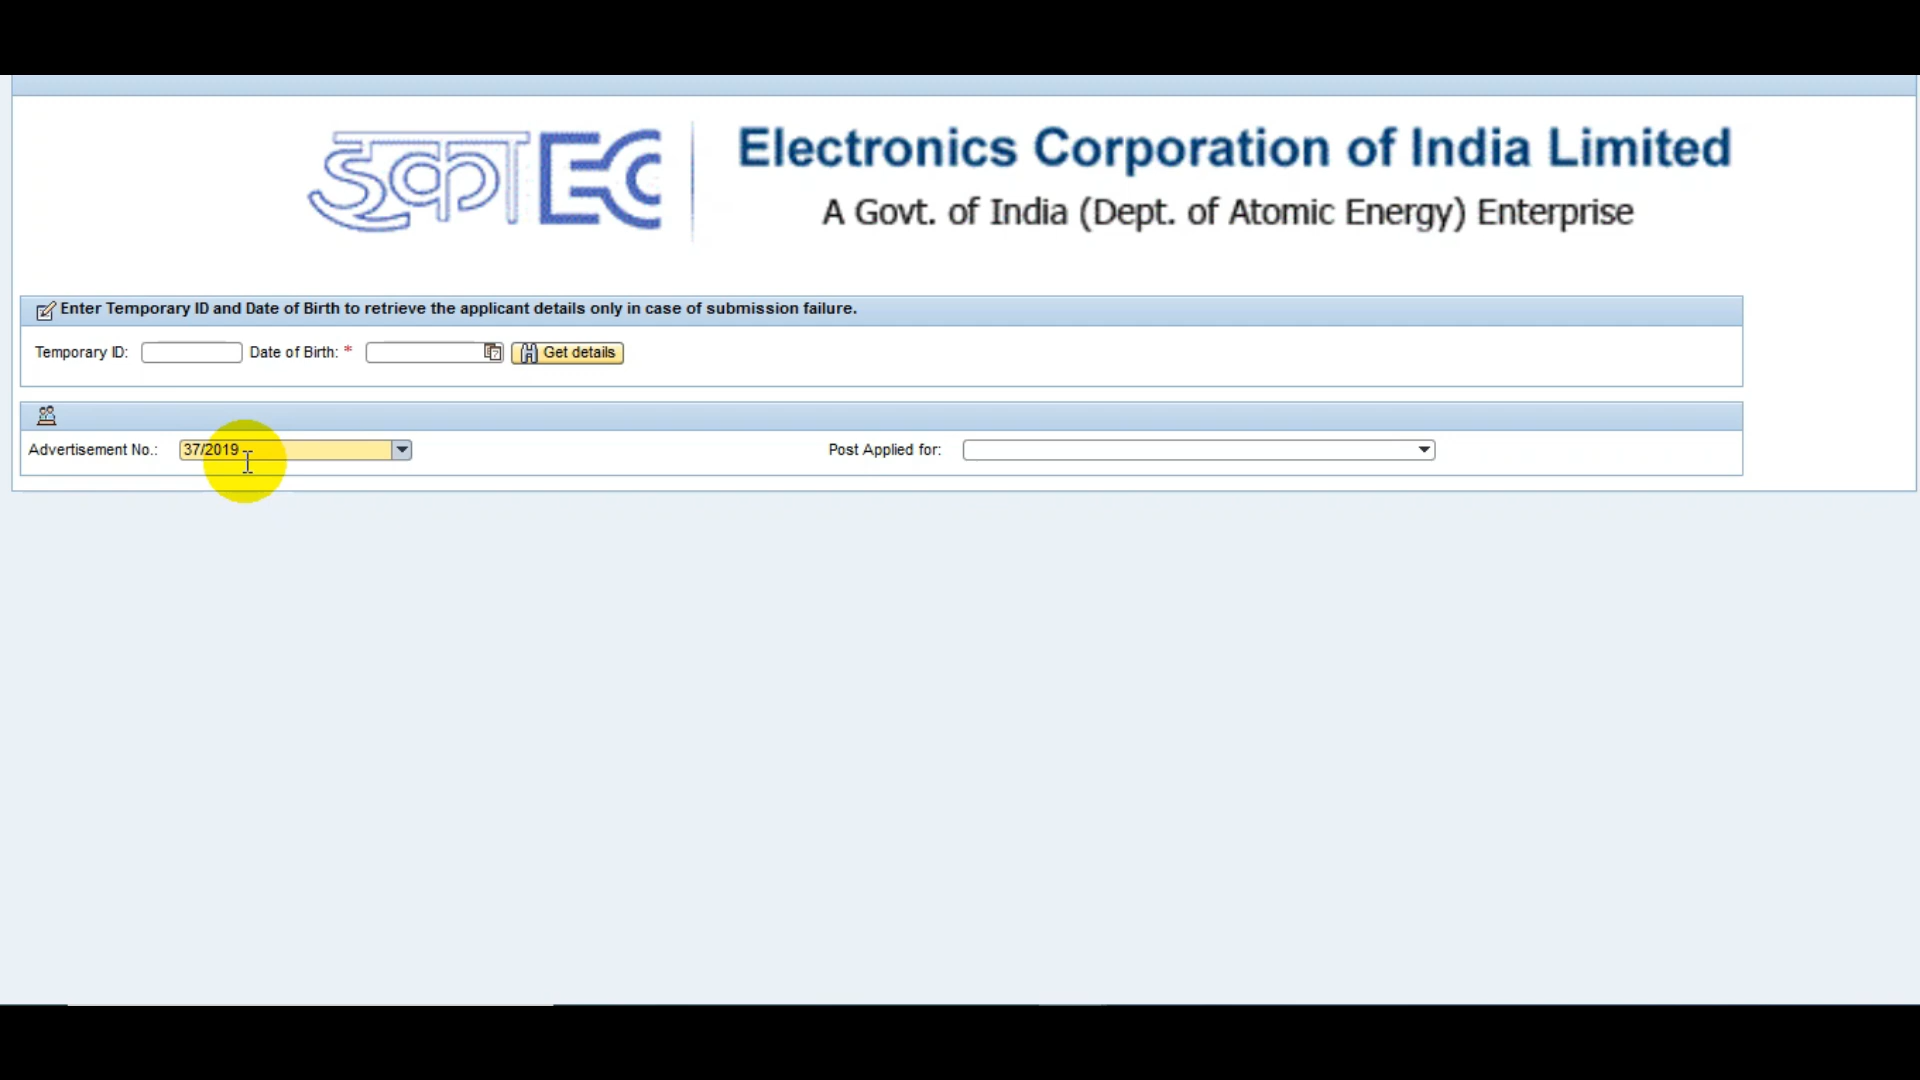 इका EC
Electronics Corporation of India Limited
A Govt. of India (Dept. of Atomic Energy) Enterprise
Enter Temporary ID and Date of Birth to retrieve the applicant details only in case of submission failure.
Temporary ID: Date of Birth: * Get details
Advertisement No.: 37/2019 Post Applied for: